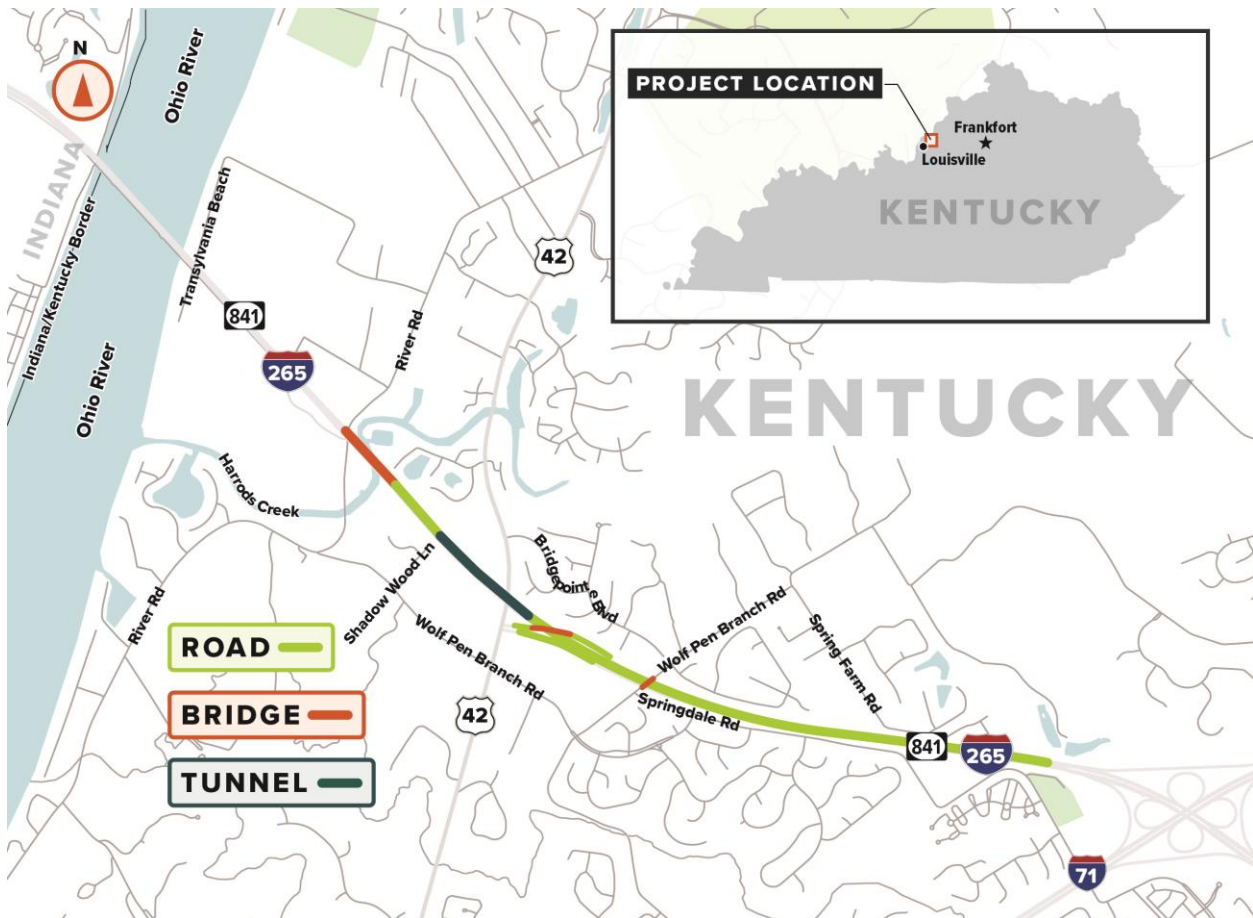 N
Ohio River
INDIANA
Indiana/Kentucky Border
Transylvania Beach
841
265
River Rd
42
PROJECT LOCATION
Frankfort
Louisville
KENTUCKY
KENTUCKY
Ohio River
Harrods Creek
River Rd
Shadow Wood Ln
Wolf Pen Branch Rd
Bridgepointe Blvd
Wolf Pen Branch Rd
Spring Farm Rd
Springdale Rd
42
841
265
71
ROAD
BRIDGE
TUNNEL